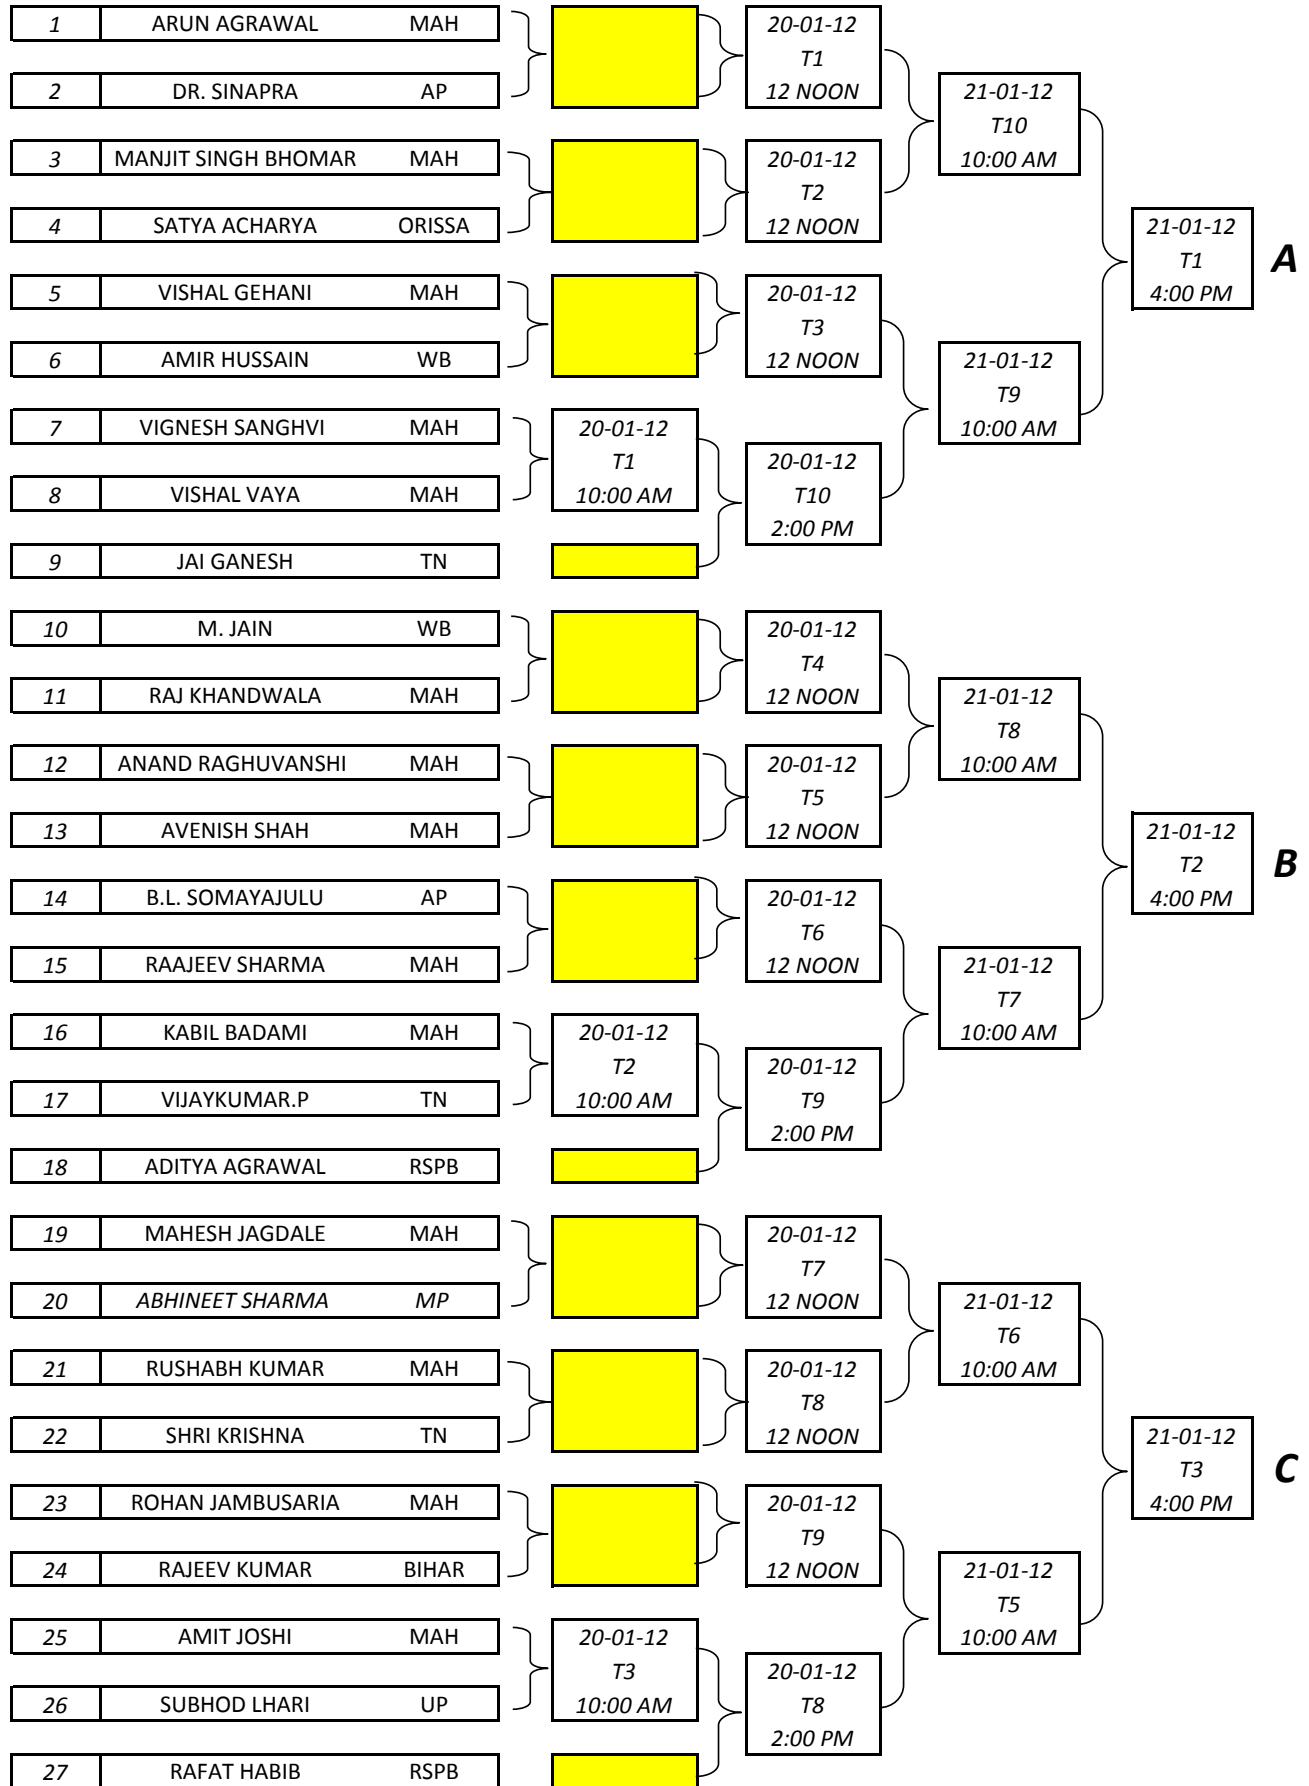 1 ARUN AGRAWAL MAH 20-01-12
T1
2 DR. SINAPRA AP 12 NOON 21-01-12
T10
3 MANJIT SINGH BHOMAR MAH 20-01-12 10:00 AM
T2
4 SATYA ACHARYA ORISSA 12 NOON 21-01-12
T1 A
5 VISHAL GEHANI MAH 20-01-12 4:00 PM
T3
6 AMIR HUSSAIN WB 12 NOON 21-01-12
T9
7 VIGNESH SANGHVI MAH 20-01-12 10:00 AM
T1 20-01-12
8 VISHAL VAYA MAH 10:00 AM T10
2:00 PM
9 JAI GANESH TN
10 M. JAIN WB 20-01-12
T4
11 RAJ KHANDWALA MAH 12 NOON 21-01-12
T8
12 ANAND RAGHUVANSHI MAH 20-01-12 10:00 AM
T5
13 AVENISH SHAH MAH 12 NOON 21-01-12
T2 B
14 B.L. SOMAYAJULU AP 20-01-12 4:00 PM
T6
15 RAAJEEV SHARMA MAH 12 NOON 21-01-12
T7
16 KABIL BADAMI MAH 20-01-12 10:00 AM
T2 20-01-12
17 VIJAYKUMAR.P TN 10:00 AM T9
2:00 PM
18 ADITYA AGRAWAL RSPB
19 MAHESH JAGDALE MAH 20-01-12
T7
20 ABHINEET SHARMA MP 12 NOON 21-01-12
T6
21 RUSHABH KUMAR MAH 20-01-12 10:00 AM
T8
22 SHRI KRISHNA TN 12 NOON 21-01-12
T3 C
23 ROHAN JAMBUSARIA MAH 20-01-12 4:00 PM
T9
24 RAJEEV KUMAR BIHAR 12 NOON 21-01-12
T5
25 AMIT JOSHI MAH 20-01-12 10:00 AM
T3 20-01-12
26 SUBHOD LHARI UP 10:00 AM T8
2:00 PM
27 RAFAT HABIB RSPB